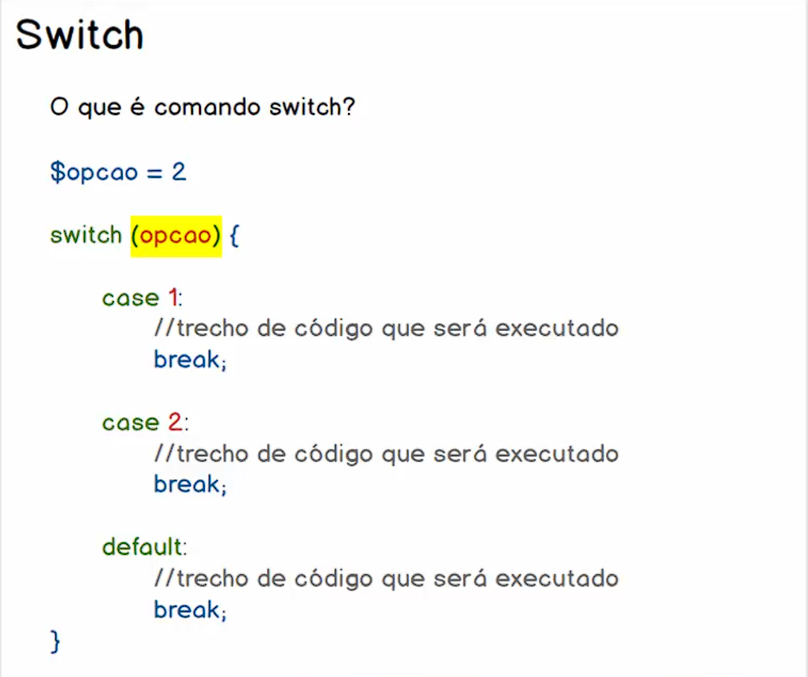 Switch
O que é comando switch?
$opcao = 2
switch (opcao) {
case 1:
//trecho de código que será executado
break;
case 2:
//trecho de código que será executado
break;
default:
//trecho de código que será executado
break;
}